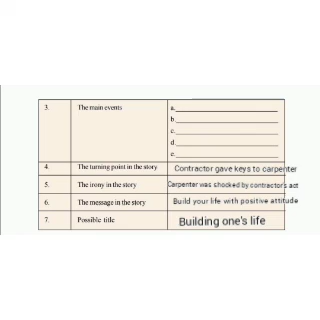 3. The main events a.
b.
c.
d.
e.
4. The turning point in the story Contractor gave keys to carpenter
5. The irony in the story Carpenter was shocked by contractor's act
6. The message in the story Build your life with positive attitude
7. Possible title Building one's life